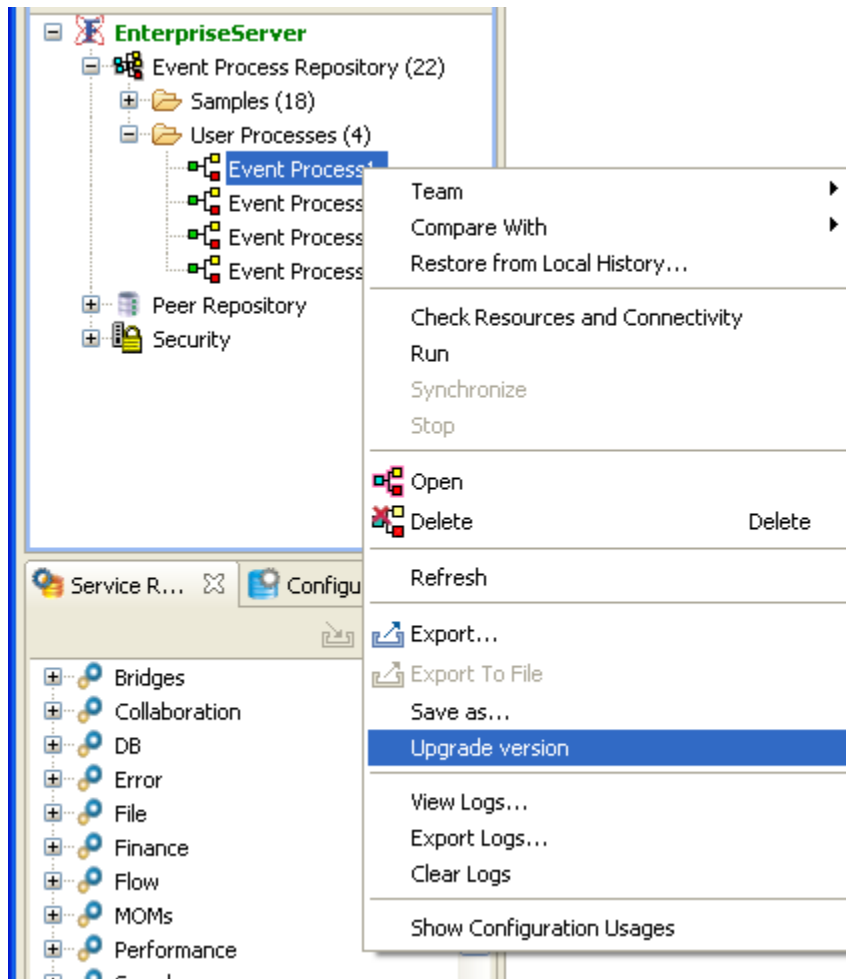 EnterpriseServer
Event Process Repository (22)
Samples (18)
User Processes (4)
Event Process1
Event Process
Event Process
Event Process
Peer Repository
Security
Team
Compare With
Restore from Local History...
Check Resources and Connectivity
Run
Synchronize
Stop
Open
Delete Delete
Refresh
Export...
Export To File
Save as...
Upgrade version
View Logs...
Export Logs...
Clear Logs
Show Configuration Usages
Service R... Configu
Bridges
Collaboration
DB
Error
File
Finance
Flow
MOMs
Performance